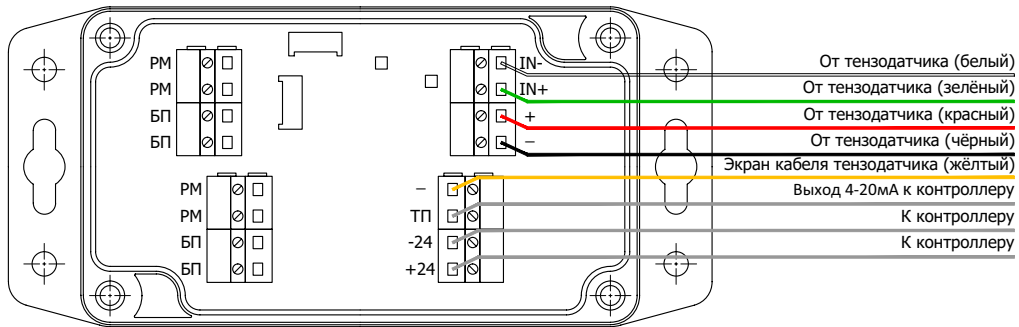 РМ
РМ
БП
БП
IN-
IN+
+
−
От тензодатчика (белый)
От тензодатчика (зелёный)
От тензодатчика (красный)
От тензодатчика (чёрный)
Экран кабеля тензодатчика (жёлтый)
Выход 4-20мА к контроллеру
К контроллеру
К контроллеру
РМ
РМ
БП
БП
−
ТП
-24
+24